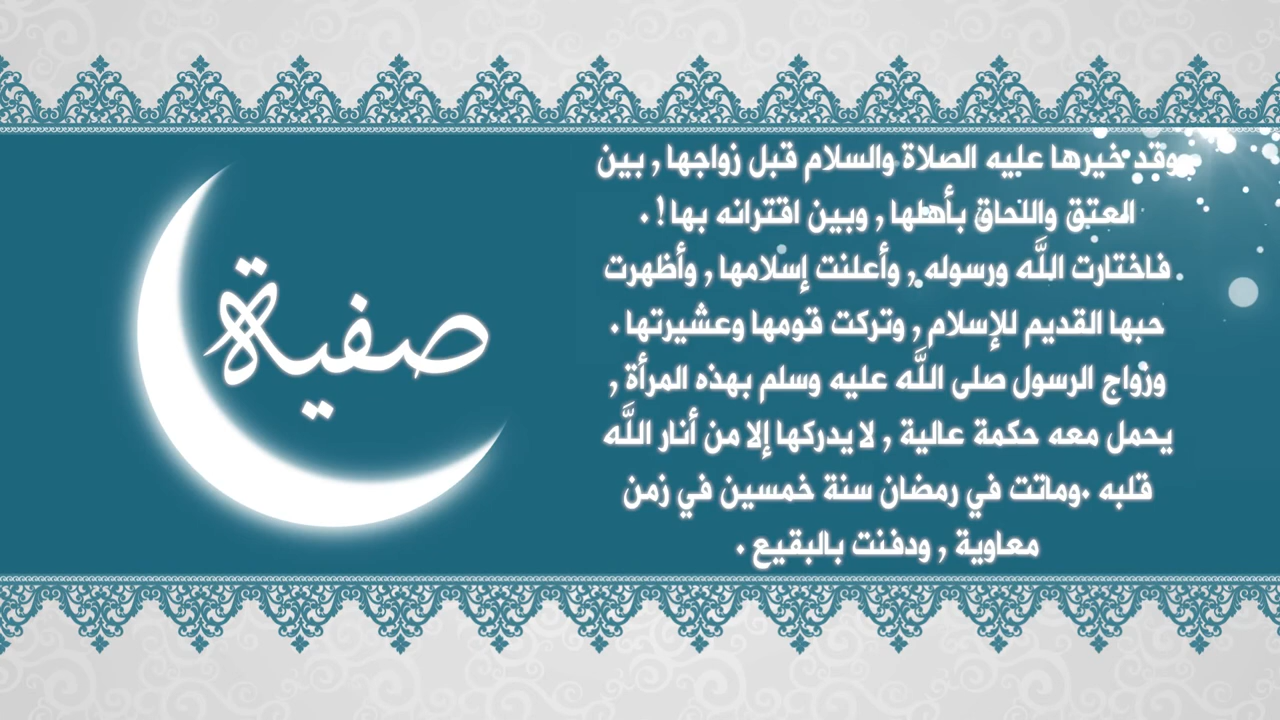 صفية
وقد خيرها عليه الصلاة والسلام قبل زواجها , بين
العتق واللحاق بأهلها , وبين اقترانه بها ! .
فاختارت اللَّه ورسوله , وأعلنت إسلامها , وأظهرت
حبها القديم للإسلام , وتركت قومها وعشيرتها .
وزواج الرسول صلى اللَّه عليه وسلم بهذه المرأة ,
يحمل معه حكمة عالية , لا يدركها إلا من أنار اللَّه
قلبه .وماتت في رمضان سنة خمسين في زمن
معاوية , ودفنت بالبقيع .